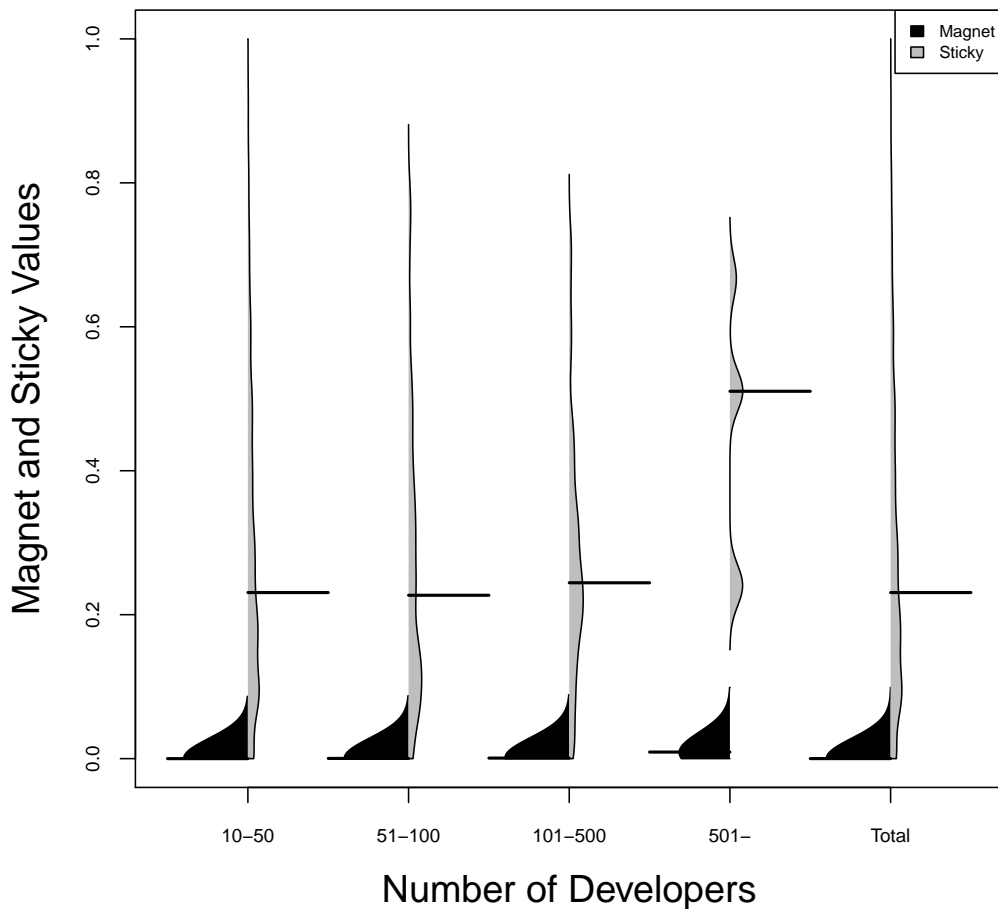 Magnet
Sticky
Magnet and Sticky Values
1.0
0.8
0.6
0.4
0.2
0.0
10−50
51−100
101−500
501−
Total
Number of Developers